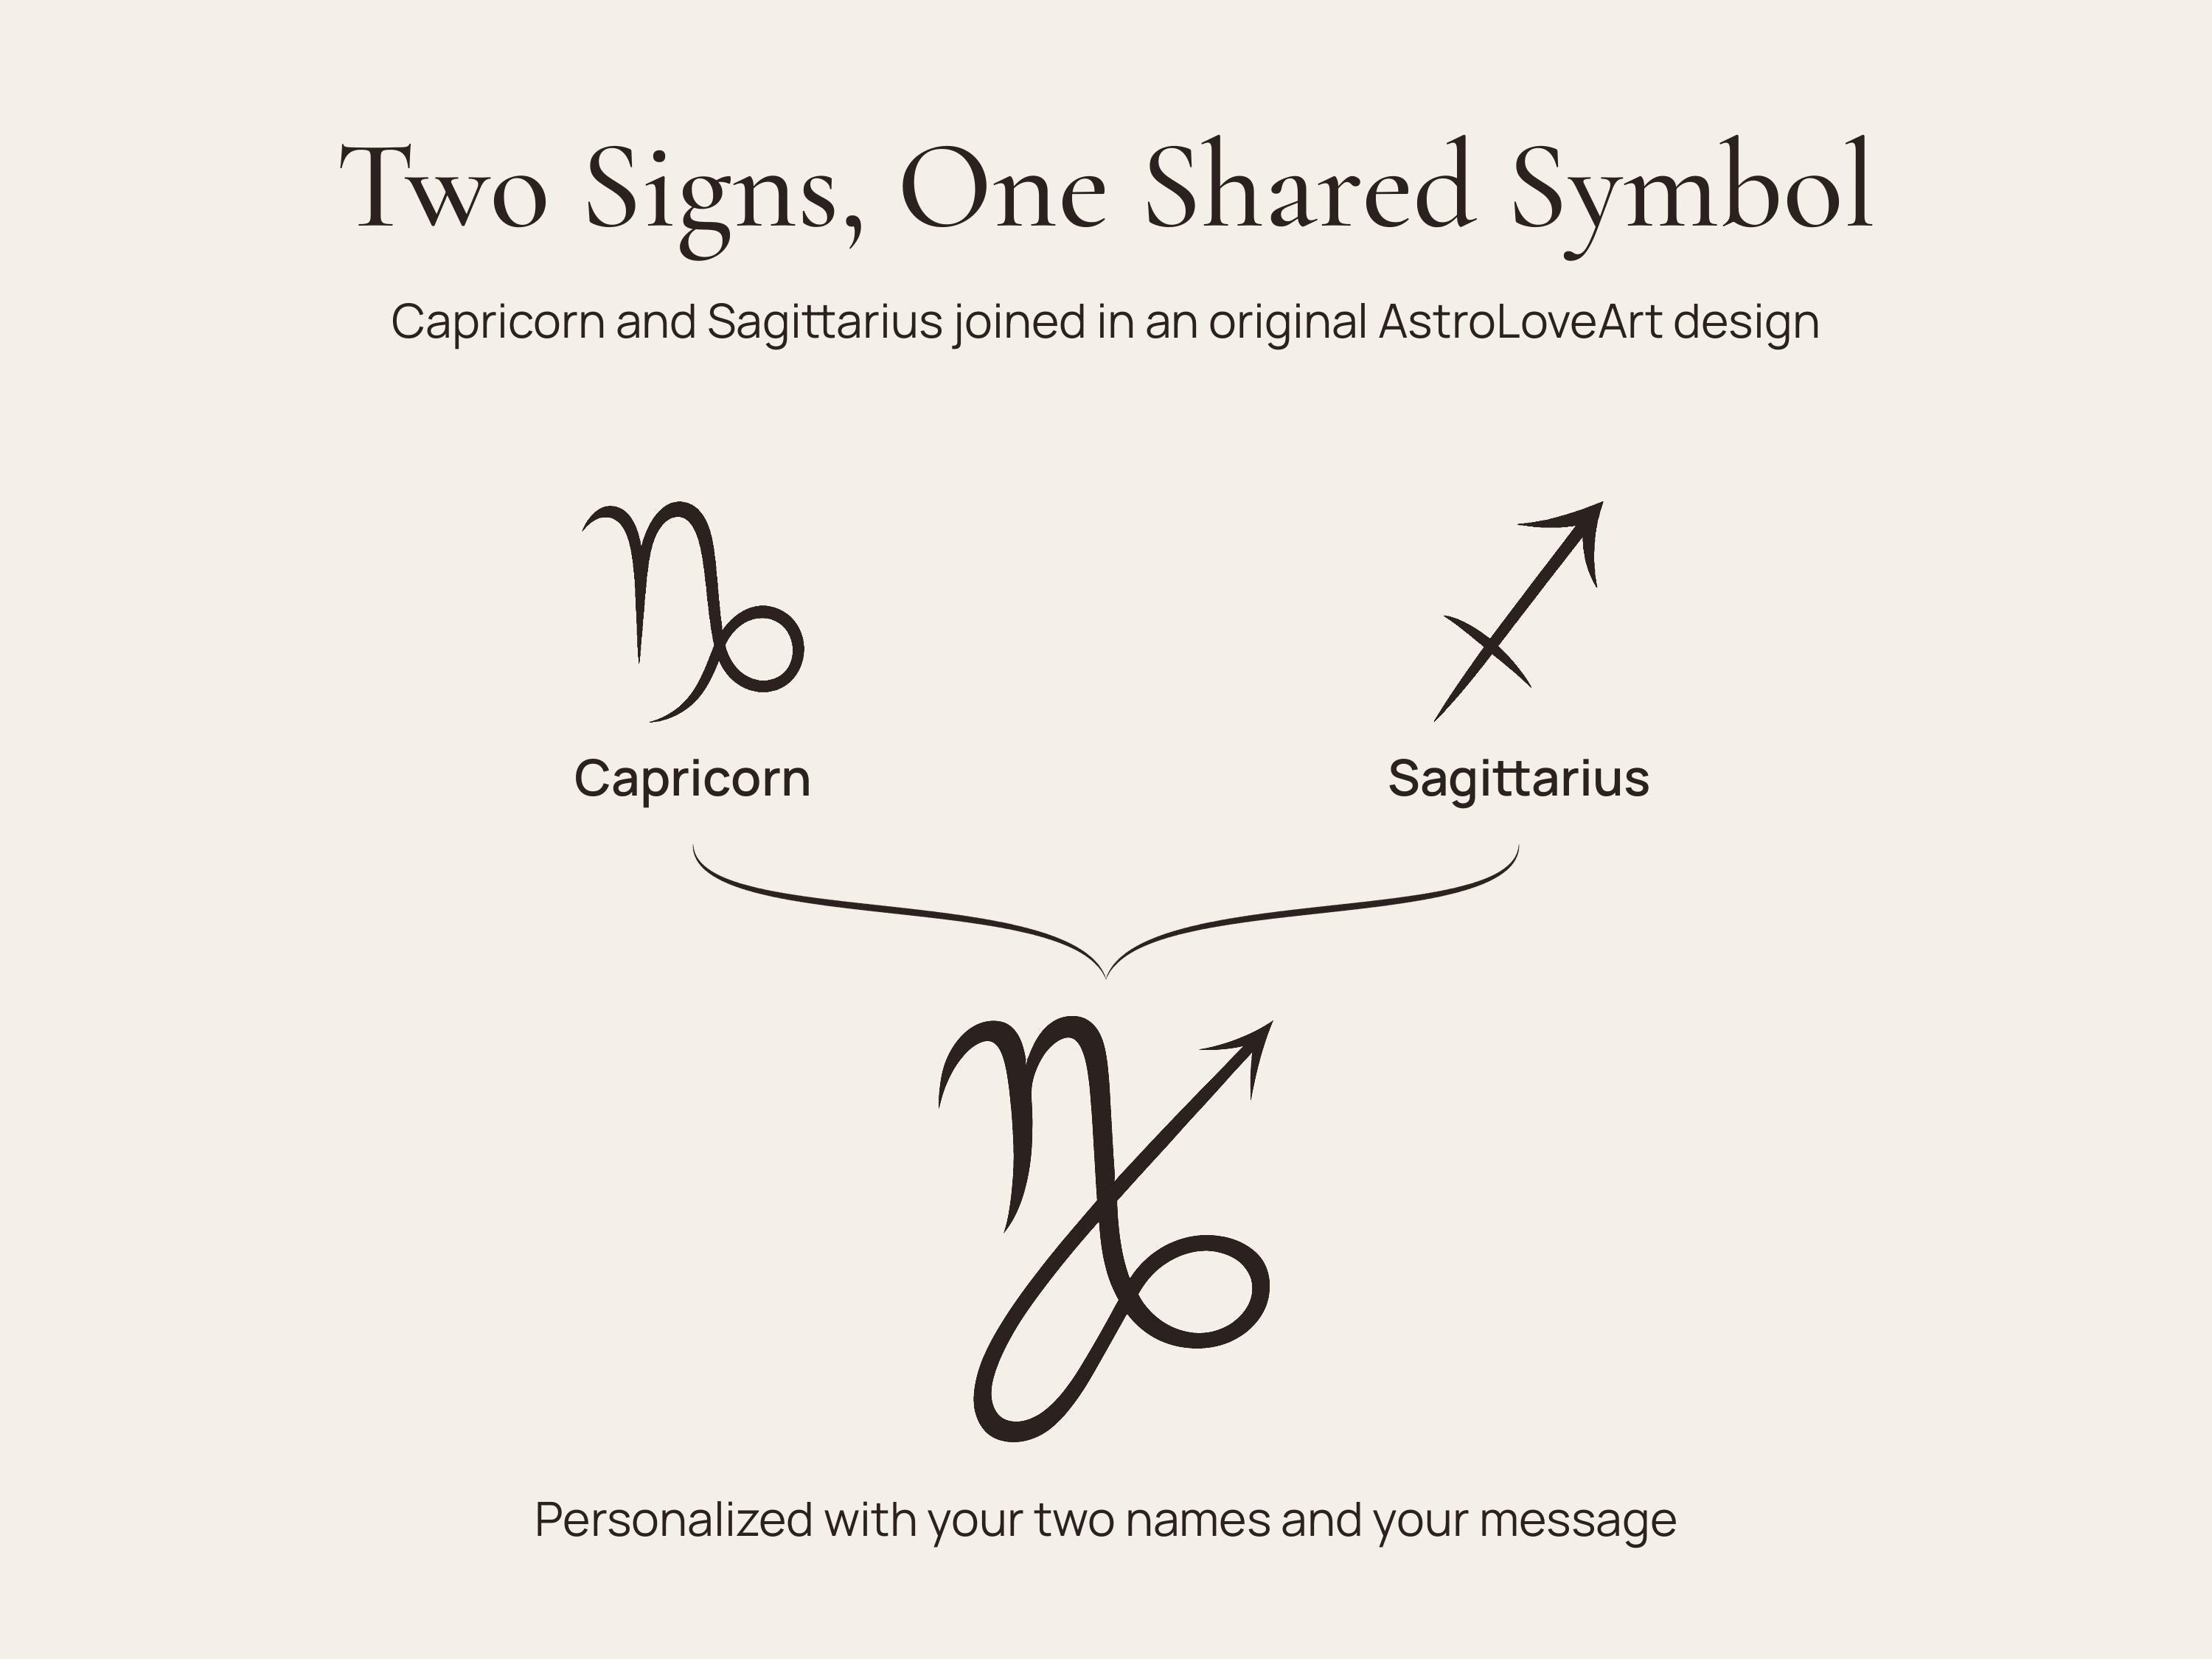 Two Signs, One Shared Symbol
Capricorn and Sagittarius joined in an original AstroLoveArt design
Capricorn
Sagittarius
Personalized with your two names and your message